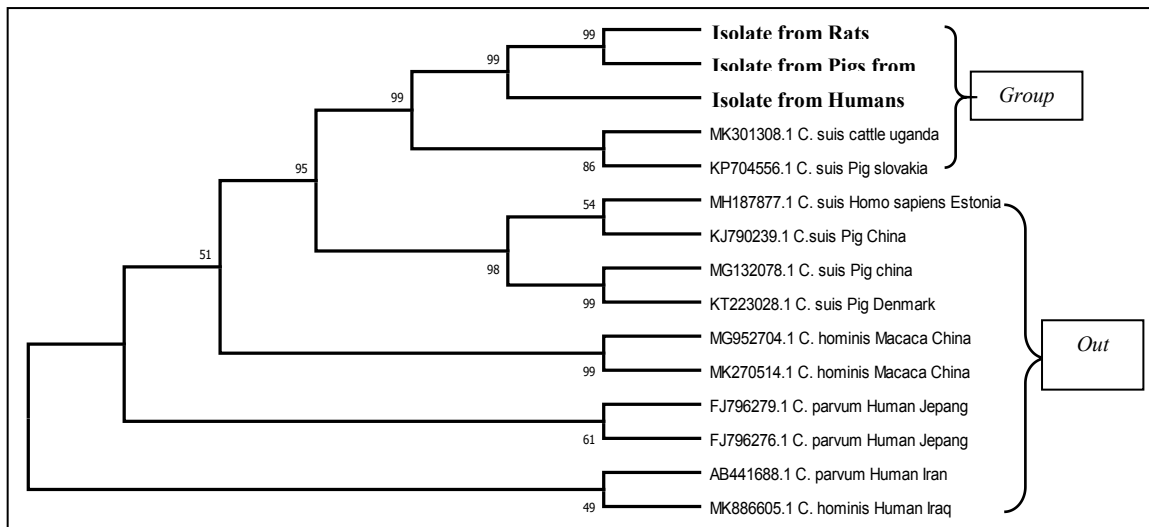 99
Isolate from Rats
99
Isolate from Pigs from
99
Isolate from Humans
Group
MK301308.1 C. suis cattle uganda
95
86
KP704556.1 C. suis Pig slovakia
54
MH187877.1 C. suis Homo sapiens Estonia
KJ790239.1 C.suis Pig China
51
98
MG132078.1 C. suis Pig china
99
KT223028.1 C. suis Pig Denmark
MG952704.1 C. hominis Macaca China
Out
99
MK270514.1 C. hominis Macaca China
FJ796279.1 C. parvum Human Jepang
61
FJ796276.1 C. parvum Human Jepang
AB441688.1 C. parvum Human Iran
49
MK886605.1 C. hominis Human Iraq